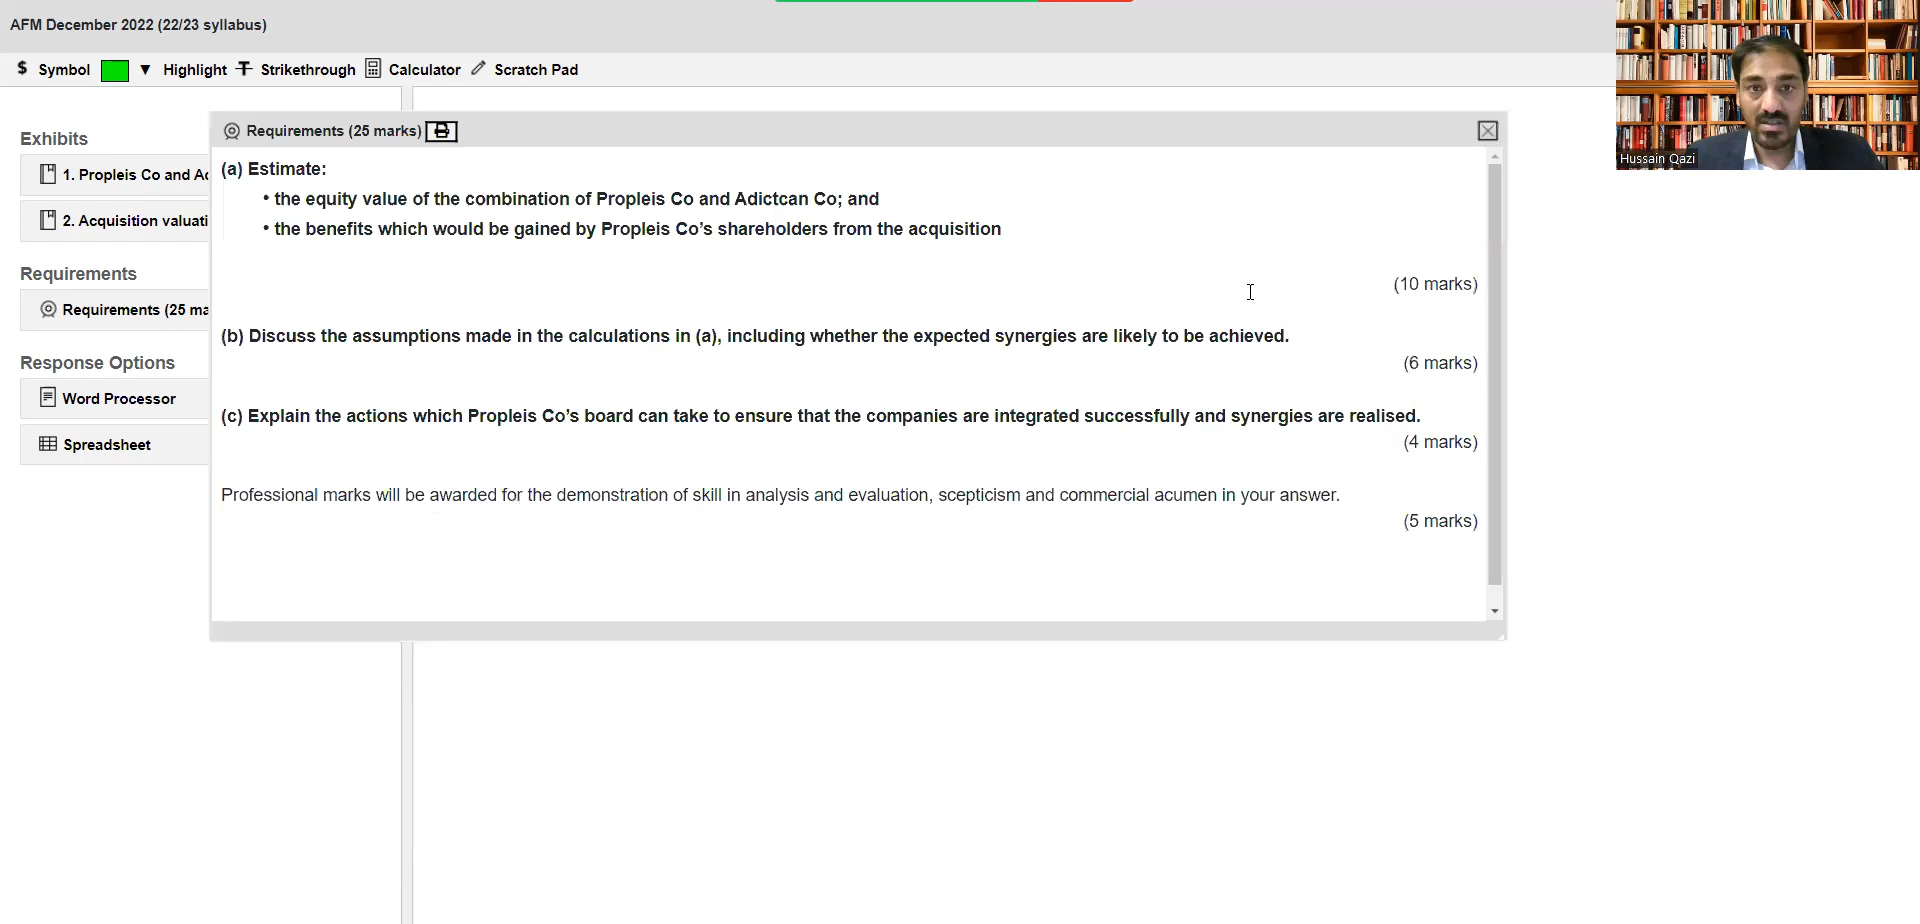 AFM December 2022 (22/23 syllabus)
$ Symbol ▼ Highlight Strikethrough Calculator Scratch Pad
Exhibits
1. Propleis Co and Ad
2. Acquisition valuati
Requirements
Requirements (25 ma
Response Options
Word Processor
Spreadsheet
Requirements (25 marks)
(a) Estimate:
• the equity value of the combination of Propleis Co and Adictcan Co; and
• the benefits which would be gained by Propleis Co's shareholders from the acquisition
(10 marks)
(b) Discuss the assumptions made in the calculations in (a), including whether the expected synergies are likely to be achieved.
(6 marks)
(c) Explain the actions which Propleis Co's board can take to ensure that the companies are integrated successfully and synergies are realised.
(4 marks)
Professional marks will be awarded for the demonstration of skill in analysis and evaluation, scepticism and commercial acumen in your answer.
(5 marks)
Hussain Qazi